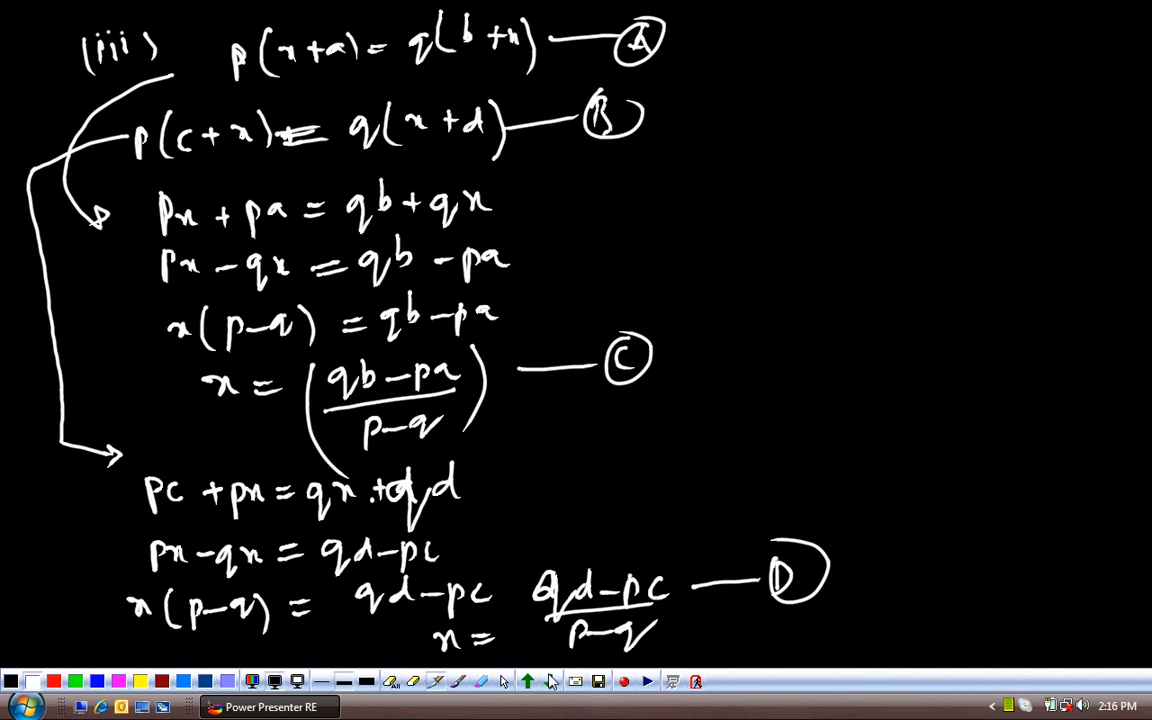 (iii) p(x+a) = q(b+x) — A
p(c+x) = q(x+d) — B
px + pa = qb + qx
px - qx = qb - pa
x(p-q) = qb - pa
x = (qb - pa / p-q) — C
pc + px = qx + qd
px - qx = qd - pc
x(p-q) = qd - pc
x = qd - pc / p-q — D
All
Power Presenter RE
2:16 PM